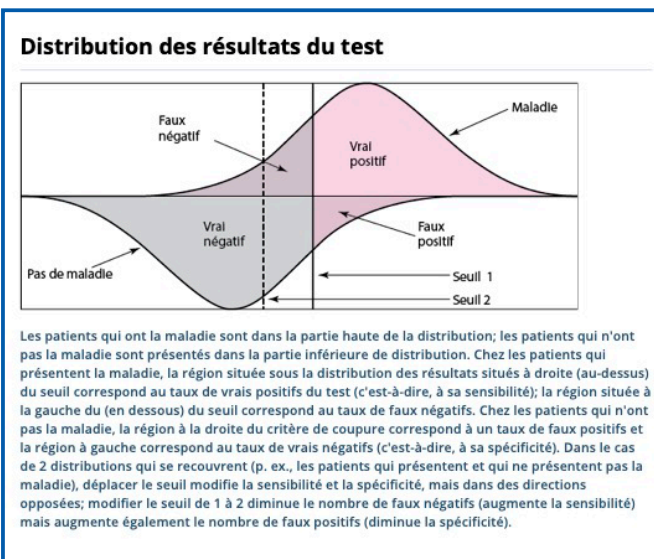 Distribution des résultats du test
Faux
négatif
Maladie
Vrai
positif
Vrai
négatif
Faux
positif
Pas de maladie
Seuil 1
Seuil 2
Les patients qui ont la maladie sont dans la partie haute de la distribution; les patients qui n'ont
pas la maladie sont présentés dans la partie inférieure de distribution. Chez les patients qui
présentent la maladie, la région située sous la distribution des résultats situés à droite (au-dessus)
du seuil correspond au taux de vrais positifs du test (c'est-à-dire, à sa sensibilité); la région située à
la gauche du (en dessous) du seuil correspond au taux de faux négatifs. Chez les patients qui n'ont
pas la maladie, la région à la droite du critère de coupure correspond à un taux de faux positifs et
la région à gauche correspond au taux de vrais négatifs (c'est-à-dire, à sa spécificité). Dans le cas
de 2 distributions qui se recouvrent (p. ex., les patients qui présentent et qui ne présentent pas la
maladie), déplacer le seuil modifie la sensibilité et la spécificité, mais dans des directions
opposées; modifier le seuil de 1 à 2 diminue le nombre de faux négatifs (augmente la sensibilité)
mais augmente également le nombre de faux positifs (diminue la spécificité).